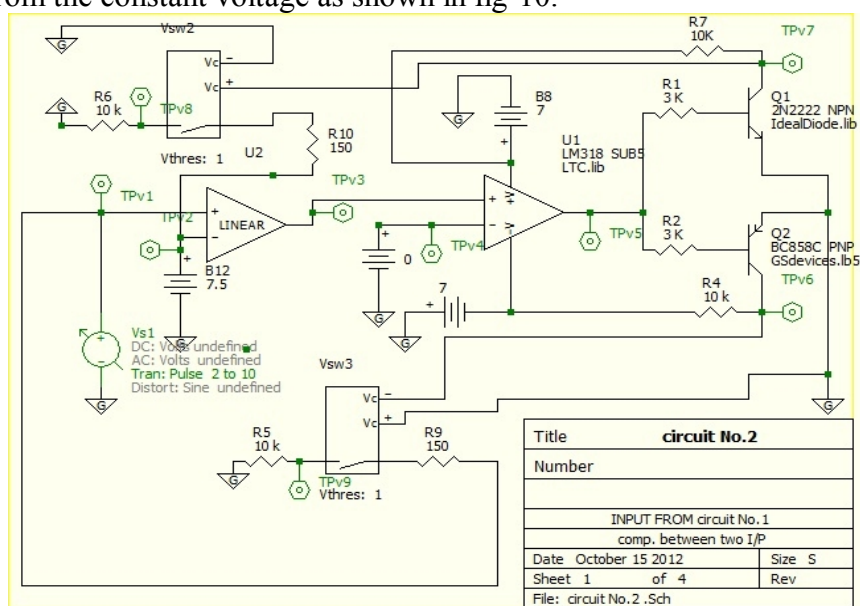 from the constant voltage as shown in fig-10.
Vsw2
Vc
Vc
G
G
R6
10 k
TPv8
R10
150
Vthres: 1
U2
TPv1
TPv2
LINEAR
TPv3
B12
7.5
G
Vs1
DC: Volts undefined
AC: Volts undefined
Tran: Pulse 2 to 10
Distort: Sine undefined
G
R7
10K
TPv7
B8
7
G
R1
3 K
Q1
2N2222 NPN
IdealDiode.lib
U1
LM318 SUB5
LTC.lib
V+
V-
TPv4
0
G
TPv5
R2
3 K
Q2
BC858C PNP
GSdevices.lb5
TPv6
R4
10 k
7
G
Vsw3
Vc
Vc
R5
10 k
G
TPv9
Vthres: 1
R9
150
G
Title circuit No.2
Number
INPUT FROM circuit No.1
comp. between two I/P
Date October 15 2012 Size S
Sheet 1 of 4 Rev
File: circuit No.2 .Sch